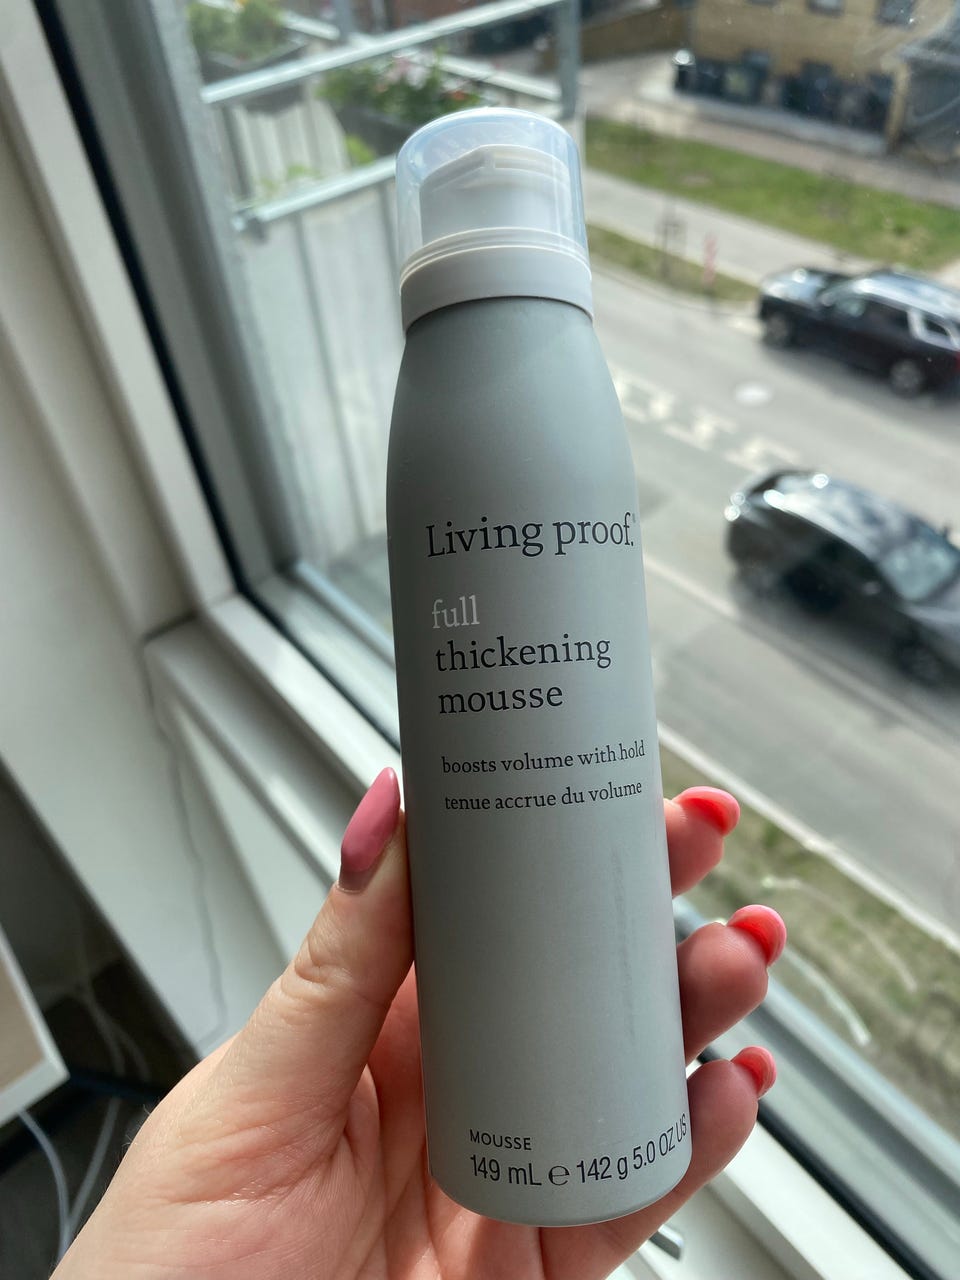 Living proof.®
full
thickening
mousse
boosts volume with hold
tenue accrue du volume
MOUSSE
149 mL ℮ 142 g 5.0 OZ US